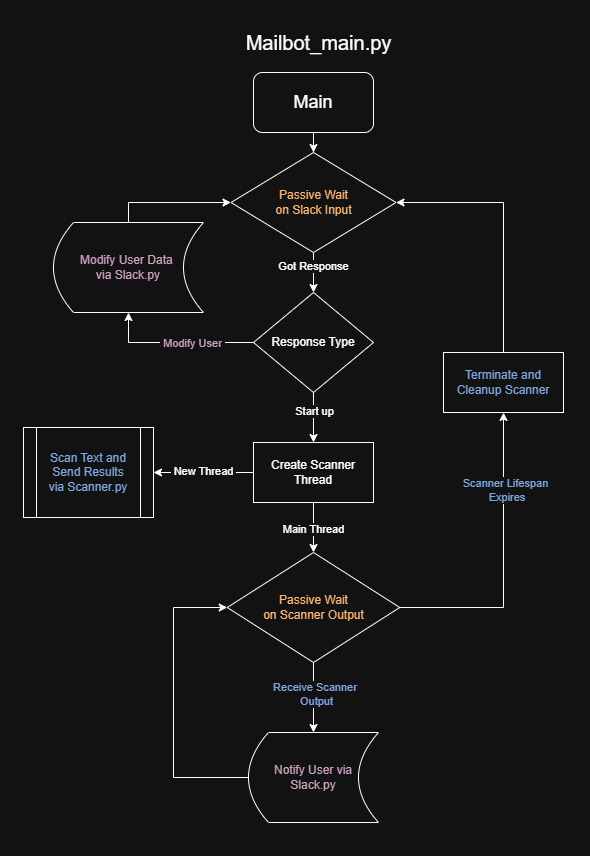 Mailbot_main.py
Main
Passive Wait
on Slack Input
Modify User Data
via Slack.py
Got Response
Modify User
Response Type
Terminate and
Cleanup Scanner
Start up
Scan Text and
Send Results
via Scanner.py
New Thread
Create Scanner
Thread
Scanner Lifespan
Expires
Main Thread
Passive Wait
on Scanner Output
Receive Scanner
Output
Notify User via
Slack.py